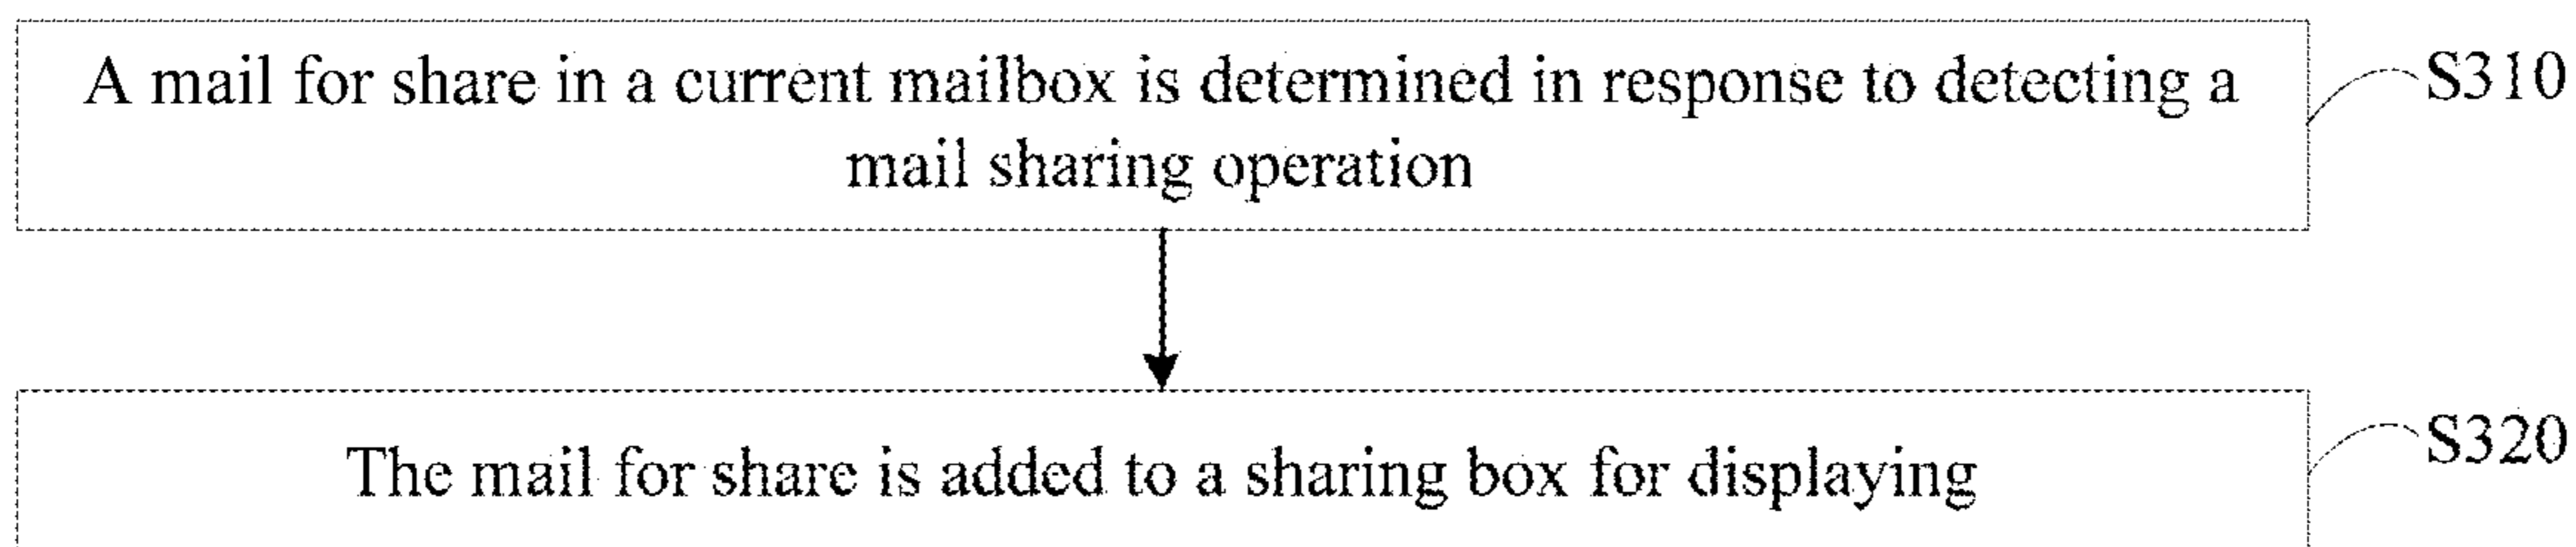 A mail for share in a current mailbox is determined in response to detecting a
mail sharing operation
S310
The mail for share is added to a sharing box for displaying
S320